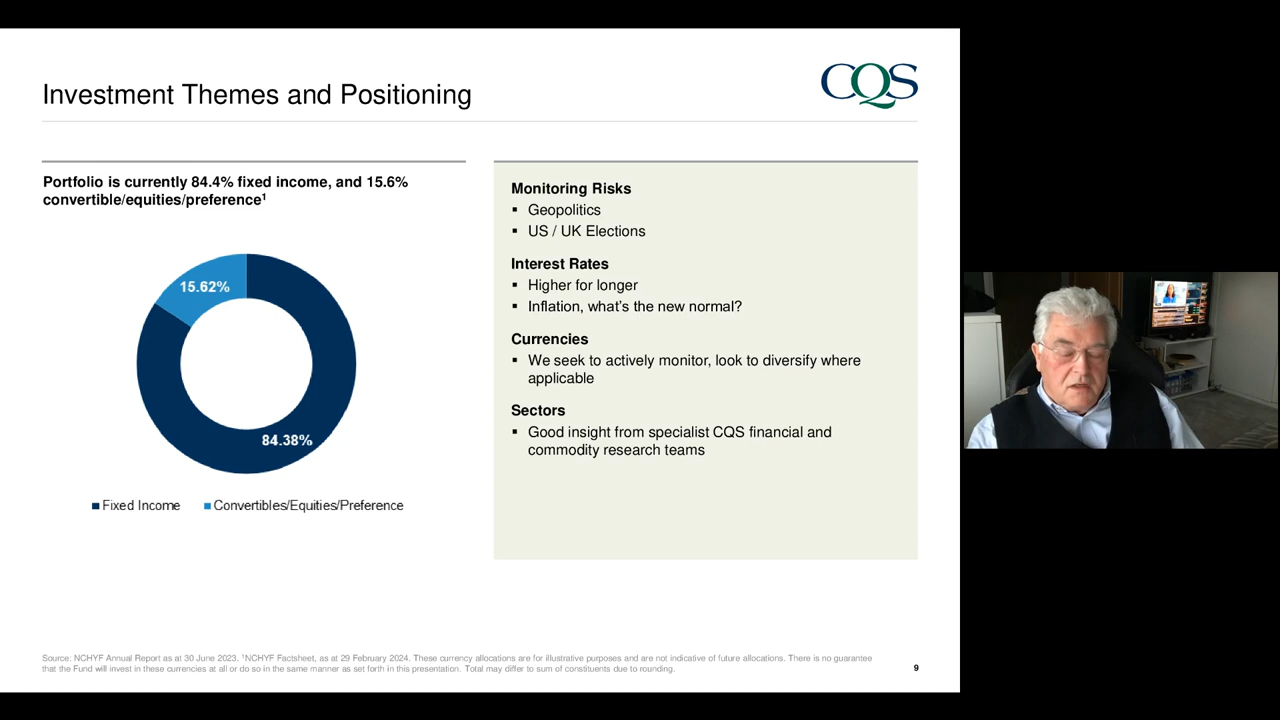 CQS
Investment Themes and Positioning
Portfolio is currently 84.4% fixed income, and 15.6%
convertible/equities/preference¹
15.62%
84.38%
Fixed Income
Convertibles/Equities/Preference
Monitoring Risks
▪ Geopolitics
▪ US / UK Elections
Interest Rates
▪ Higher for longer
▪ Inflation, what’s the new normal?
Currencies
▪ We seek to actively monitor, look to diversify where
applicable
Sectors
▪ Good insight from specialist CQS financial and
commodity research teams
Source: NCHYF Annual Report as at 30 June 2023. ¹NCHYF Factsheet, as at 29 February 2024. These currency allocations are for illustrative purposes and are not indicative of future allocations. There is no guarantee
that the Fund will invest in these currencies at all or do so in the same manner as set forth in this presentation. Total may differ to sum of constituents due to rounding.
9